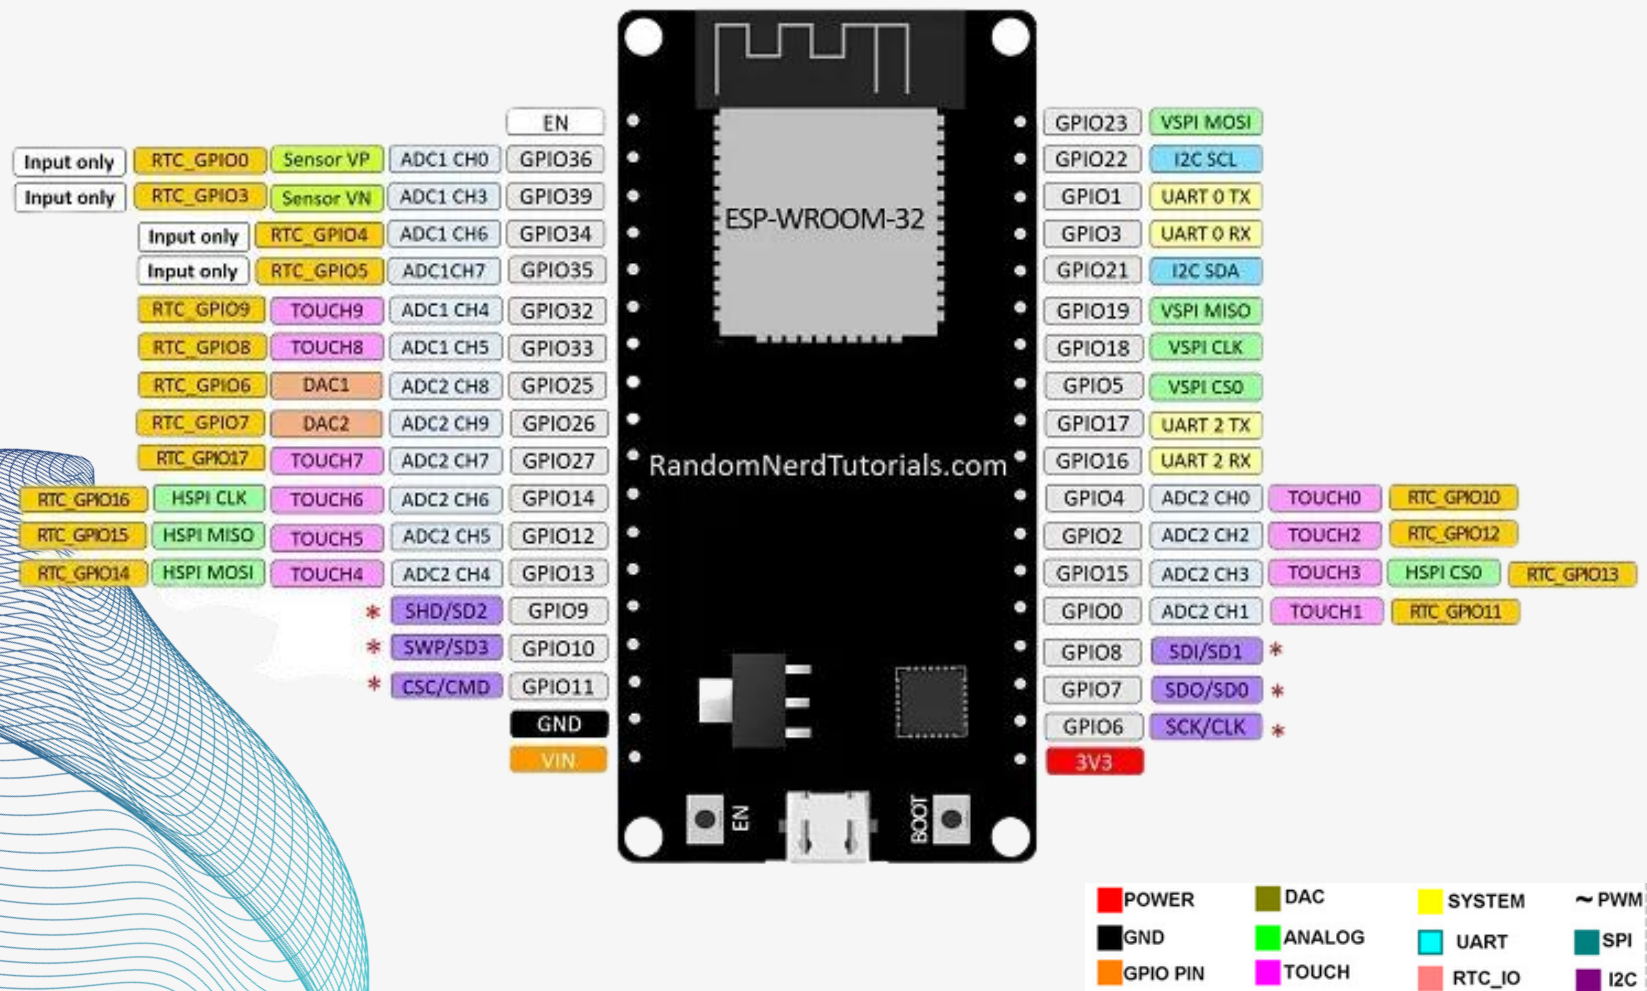 EN
GPIO23 VSPI MOSI
Input only RTC_GPIO0 Sensor VP ADC1 CH0 GPIO36
GPIO22 I2C SCL
Input only RTC_GPIO3 Sensor VN ADC1 CH3 GPIO39
GPIO1 UART 0 TX
ESP-WROOM-32
Input only RTC_GPIO4 ADC1 CH6 GPIO34
GPIO3 UART 0 RX
Input only RTC_GPIO5 ADC1CH7 GPIO35
GPIO21 I2C SDA
RTC_GPIO9 TOUCH9 ADC1 CH4 GPIO32
GPIO19 VSPI MISO
RTC_GPIO8 TOUCH8 ADC1 CH5 GPIO33
GPIO18 VSPI CLK
RTC_GPIO6 DAC1 ADC2 CH8 GPIO25
GPIO5 VSPI CS0
RTC_GPIO7 DAC2 ADC2 CH9 GPIO26
GPIO17 UART 2 TX
RTC_GPIO17 TOUCH7 ADC2 CH7 GPIO27
RandomNerdTutorials.com
GPIO16 UART 2 RX
RTC_GPIO16 HSPI CLK TOUCH6 ADC2 CH6 GPIO14
GPIO4 ADC2 CH0 TOUCH0 RTC_GPIO10
RTC_GPIO15 HSPI MISO TOUCH5 ADC2 CH5 GPIO12
GPIO2 ADC2 CH2 TOUCH2 RTC_GPIO12
RTC_GPIO14 HSPI MOSI TOUCH4 ADC2 CH4 GPIO13
GPIO15 ADC2 CH3 TOUCH3 HSPI CS0 RTC_GPIO13
* SHD/SD2 GPIO9
GPIO0 ADC2 CH1 TOUCH1 RTC_GPIO11
* SWP/SD3 GPIO10
GPIO8 SDI/SD1 *
* CSC/CMD GPIO11
GPIO7 SDO/SD0 *
GND
GPIO6 SCK/CLK *
VIN
3V3
EN
BOOT
POWER DAC SYSTEM ~ PWM
GND ANALOG UART SPI
GPIO PIN TOUCH RTC_IO I2C